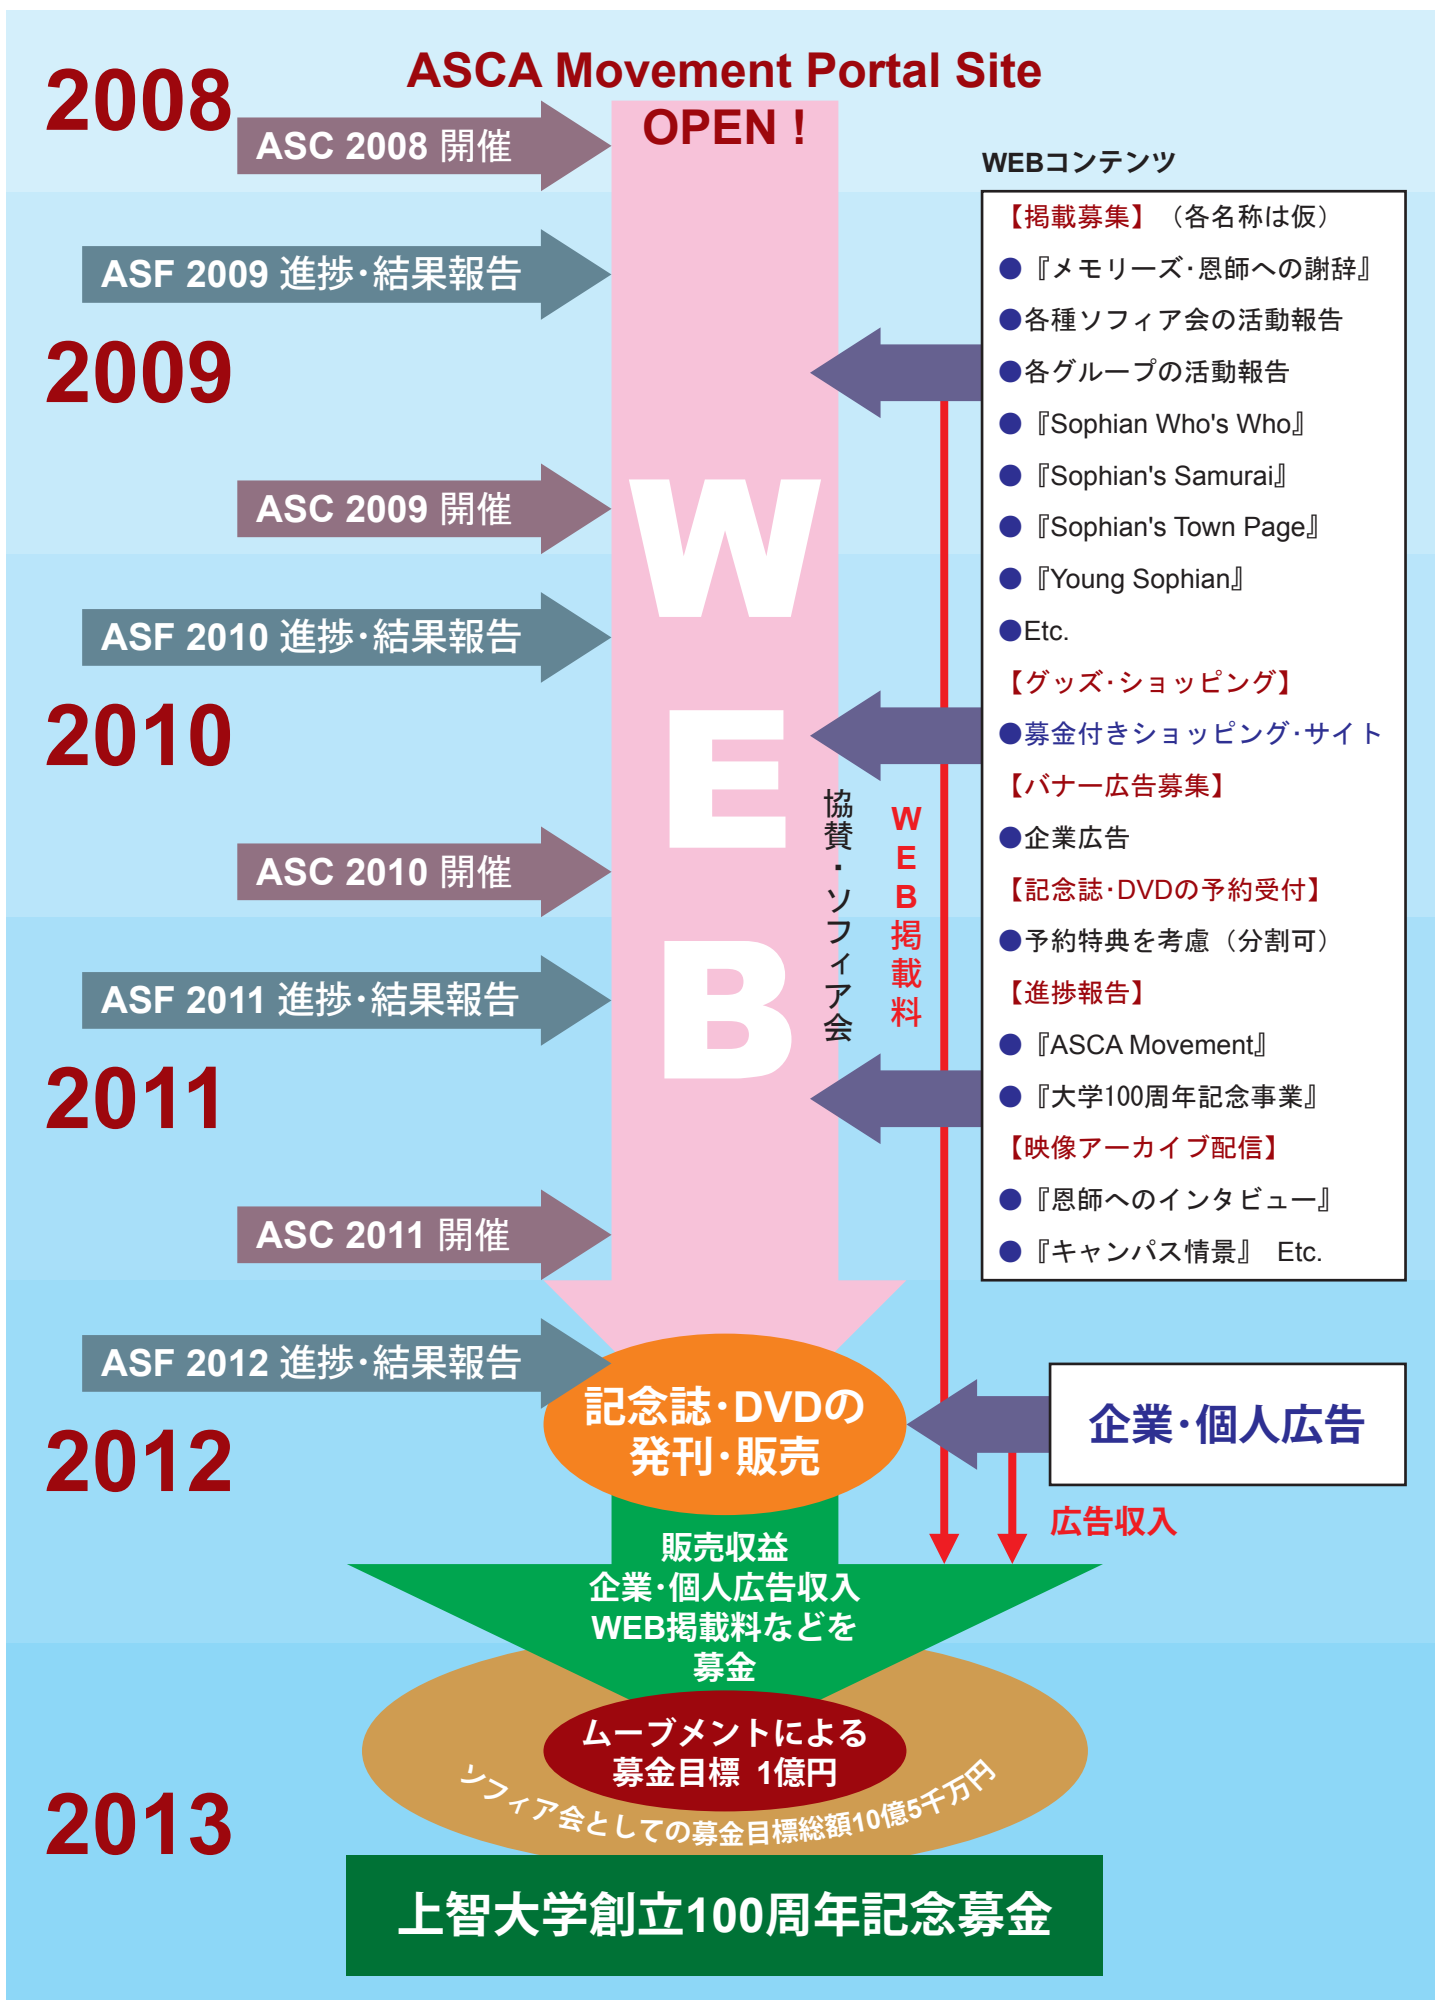 2008
ASCA Movement Portal Site
OPEN！
ASC 2008 開催
ASF 2009 進捗・結果報告
2009
ASC 2009 開催
ASF 2010 進捗・結果報告
2010
ASC 2010 開催
ASF 2011 進捗・結果報告
2011
ASC 2011 開催
ASF 2012 進捗・結果報告
2012
2013
WEB
協賛・ソフィア会
WEB掲載料
WEBコンテンツ
【掲載募集】（各名称は仮）
●『メモリーズ・恩師への謝辞』
●各種ソフィア会の活動報告
●各グループの活動報告
●『Sophian Who's Who』
●『Sophian's Samurai』
●『Sophian's Town Page』
●『Young Sophian』
●Etc.
【グッズ・ショッピング】
●募金付きショッピング・サイト
【バナー広告募集】
●企業広告
【記念誌・DVDの予約受付】
●予約特典を考慮（分割可）
【進捗報告】
●『ASCA Movement』
●『大学100周年記念事業』
【映像アーカイブ配信】
●『恩師へのインタビュー』
●『キャンパス情景』 Etc.
記念誌・DVDの
発刊・販売
企業・個人広告
広告収入
販売収益
企業・個人広告収入
WEB掲載料などを
募金
ムーブメントによる
募金目標 1億円
ソフィア会としての募金目標総額10億5千万円
上智大学創立100周年記念募金